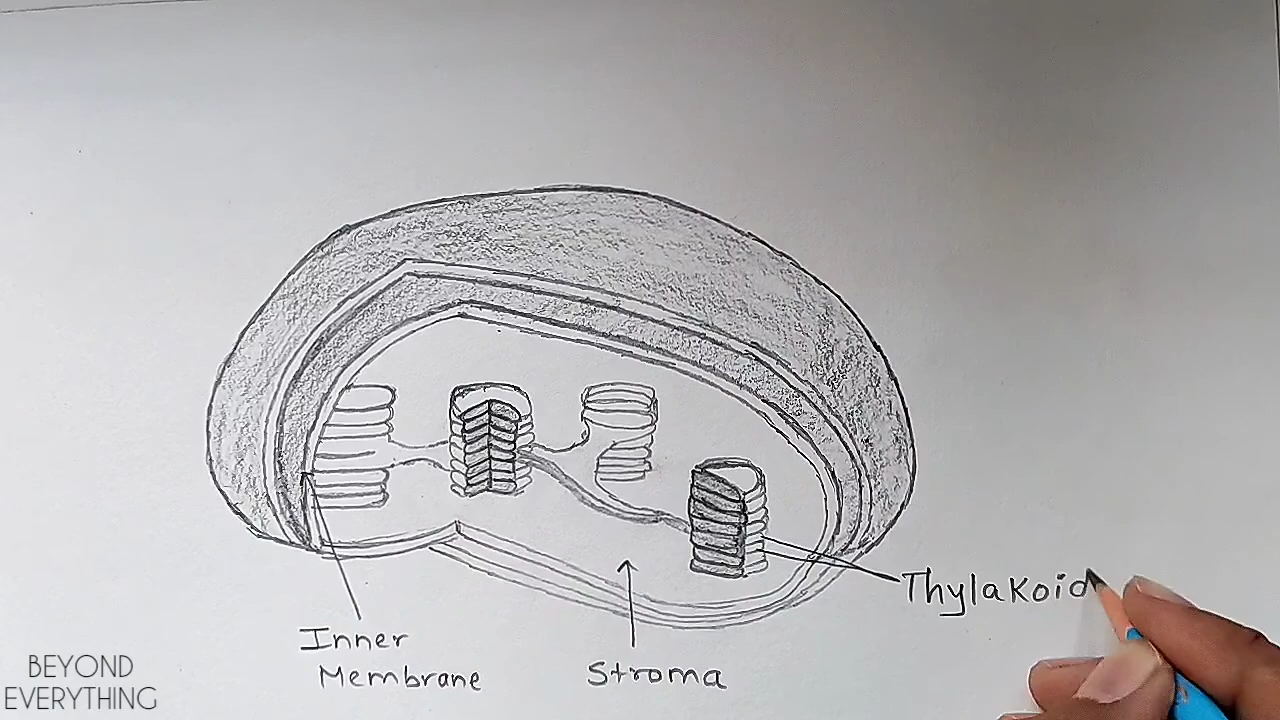 Thylakoid
Inner
Membrane
Stroma
BEYOND
EVERYTHING